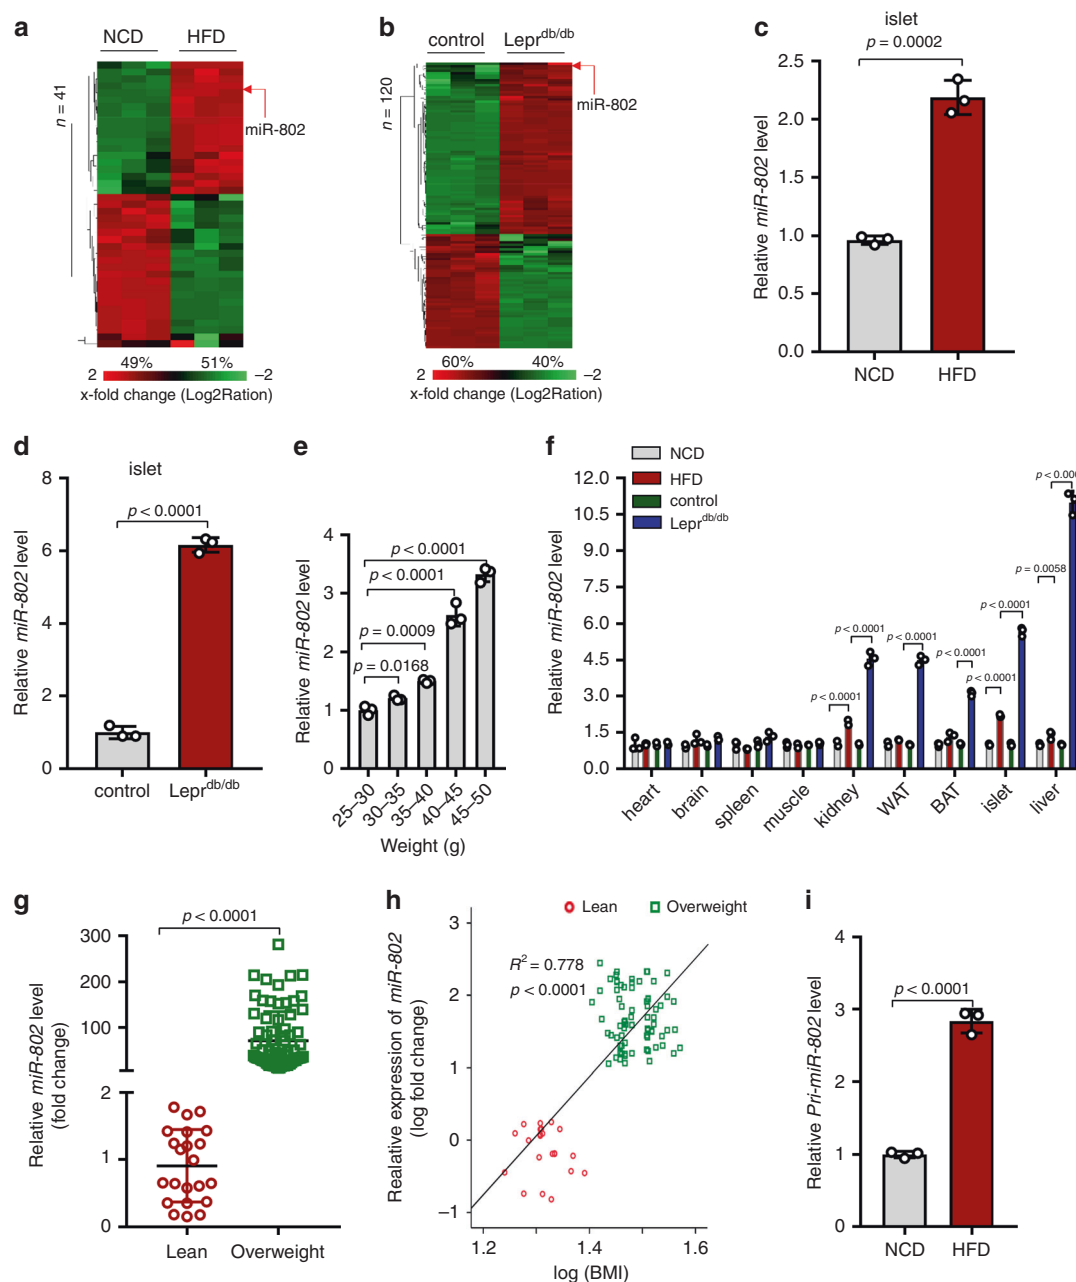 a
NCD HFD
n = 41
miR-802
49% 51%
2 –2
x-fold change (Log2Ration)
b
control Lepr^db/db
n = 120
miR-802
60% 40%
2 –2
x-fold change (Log2Ration)
c
islet
p = 0.0002
Relative miR-802 level
2.5
2.0
1.5
1.0
0.5
0.0
NCD HFD
d
islet
p < 0.0001
Relative miR-802 level
8
6
4
2
0
control Lepr^db/db
e
Relative miR-802 level
4
3
2
1
0
p < 0.0001
p < 0.0001
p = 0.0009
p = 0.0168
25–30
30–35
35–40
40–45
45–50
Weight (g)
f
NCD
HFD
control
Lepr^db/db
Relative miR-802 level
12.0
10.5
9.0
7.5
6.0
4.5
3.0
1.5
0.0
p < 0.0001
p < 0.0001
p < 0.0001
p < 0.0001
p < 0.0001
p < 0.0001
p = 0.0058
p < 0.000
heart
brain
spleen
muscle
kidney
WAT
BAT
islet
liver
g
p < 0.0001
Relative miR-802 level
(fold change)
300
200
100
2
1
0
Lean Overweight
h
Lean Overweight
R² = 0.778
p < 0.0001
Realative expression of miR-802
(log fold change)
3
2
1
0
–1
1.2 1.4 1.6
log (BMI)
i
p < 0.0001
Relative Pri-miR-802 level
4
3
2
1
0
NCD HFD